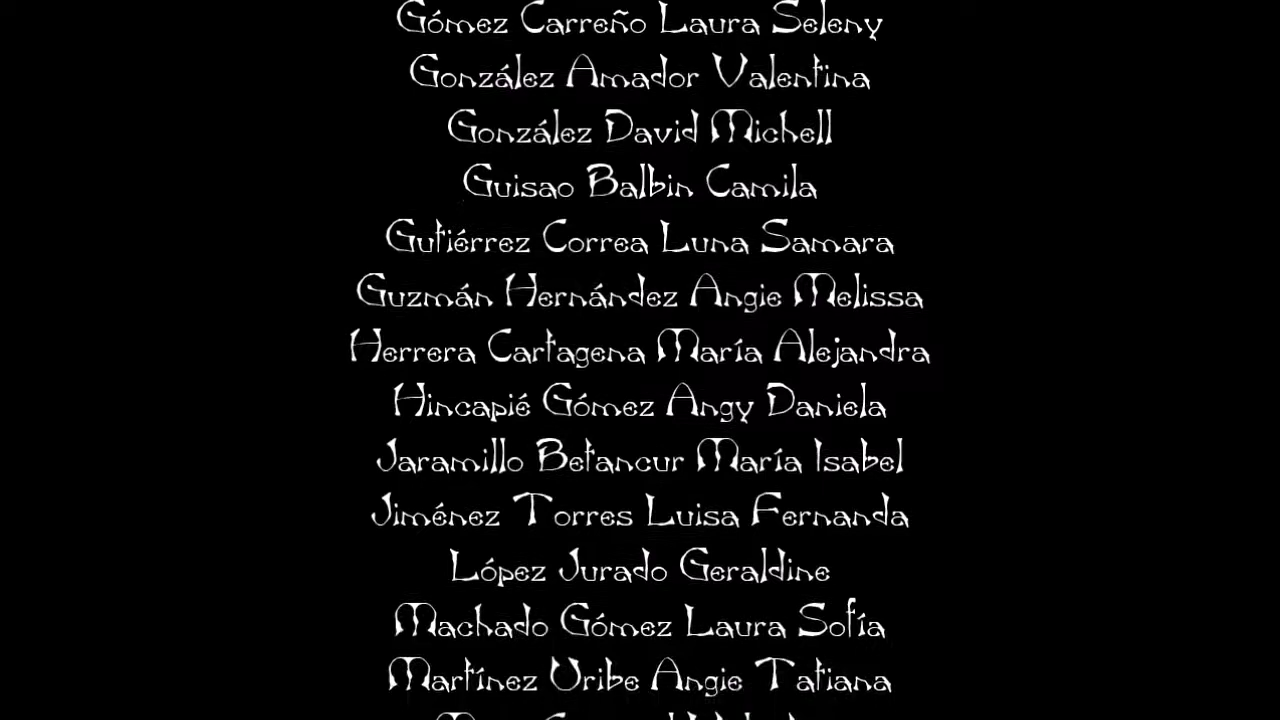 Gómez Carreño Laura Seleny
González Amador Valentina
González David Michell
Guisao Balbin Camila
Gutiérrez Correa Luna Samara
Guzmán Hernández Angie Melissa
Herrera Cartagena María Alejandra
Hincapié Gómez Angy Daniela
Jaramillo Betancur María Isabel
Jiménez Torres Luisa Fernanda
López Jurado Geraldine
Machado Gómez Laura Sofía
Martínez Uribe Angie Tatiana